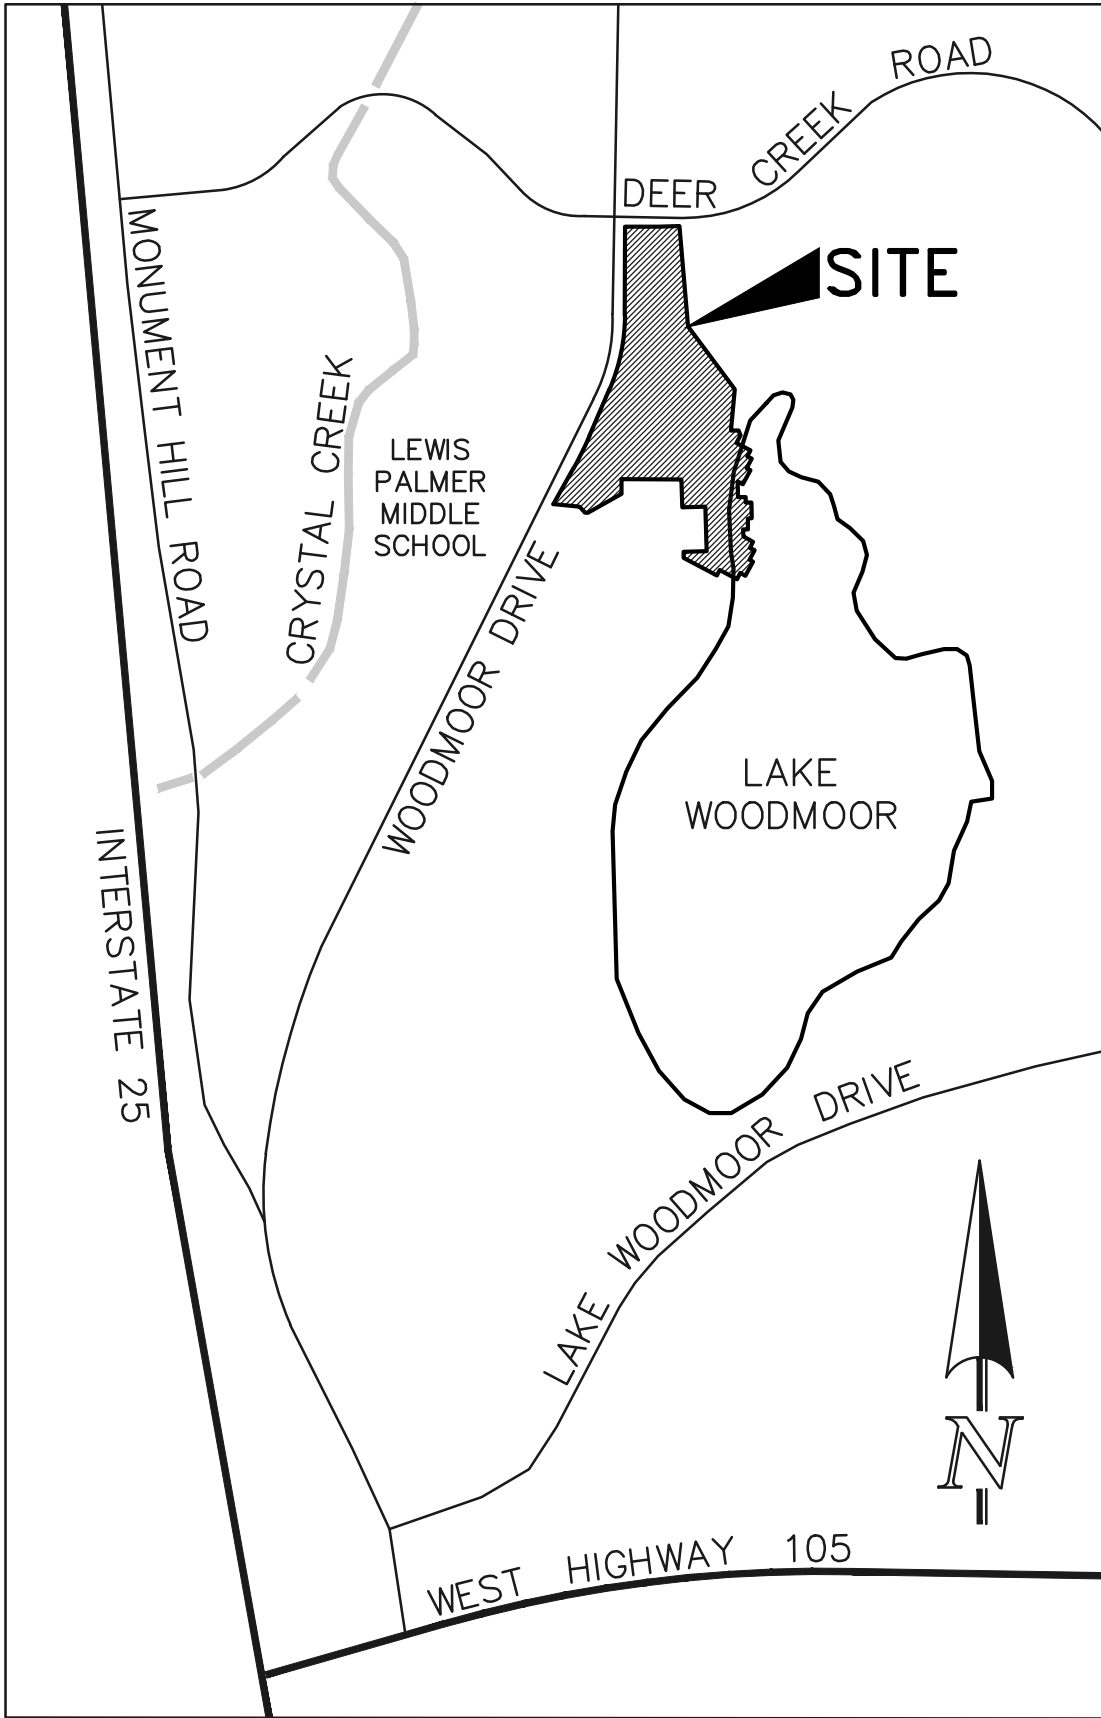 DEER CREEK ROAD
SITE
MONUMENT HILL ROAD
CRYSTAL CREEK
LEWIS
PALMER
MIDDLE
SCHOOL
WOODMOOR DRIVE
LAKE
WOODMOOR
INTERSTATE 25
LAKE WOODMOOR DRIVE
N
WEST HIGHWAY 105